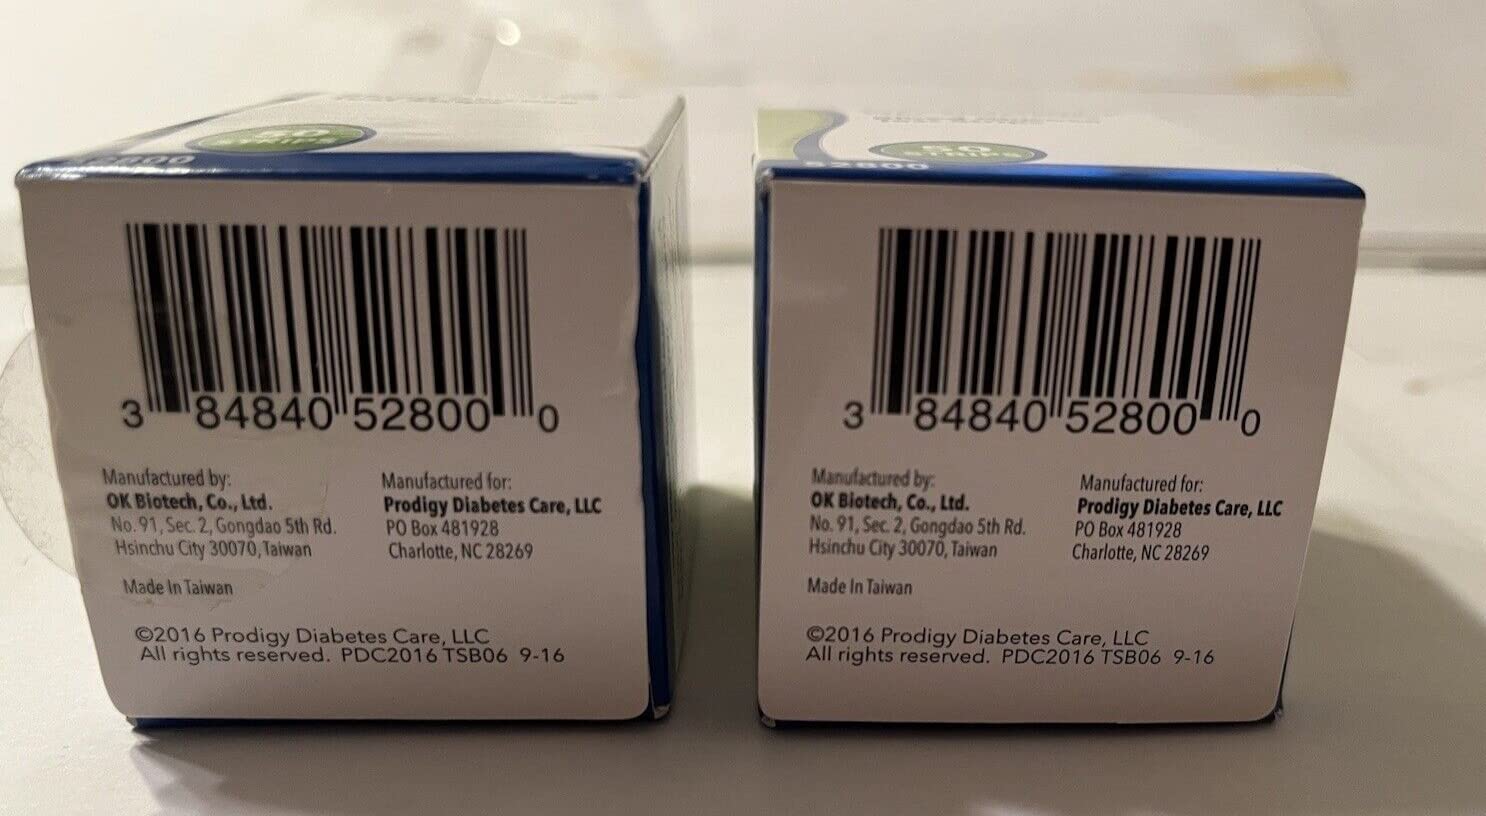 50
STRIPS
52800
3 84840 52800 0
Manufactured by:
OK Biotech, Co., Ltd.
No. 91, Sec. 2, Gongdao 5th Rd.
Hsinchu City 30070, Taiwan
Made In Taiwan
Manufactured for:
Prodigy Diabetes Care, LLC
PO Box 481928
Charlotte, NC 28269
©2016 Prodigy Diabetes Care, LLC
All rights reserved. PDC2016 TSB06 9-16
50
STRIPS
52800
3 84840 52800 0
Manufactured by:
OK Biotech, Co., Ltd.
No. 91, Sec. 2, Gongdao 5th Rd.
Hsinchu City 30070, Taiwan
Made In Taiwan
Manufactured for:
Prodigy Diabetes Care, LLC
PO Box 481928
Charlotte, NC 28269
©2016 Prodigy Diabetes Care, LLC
All rights reserved. PDC2016 TSB06 9-16